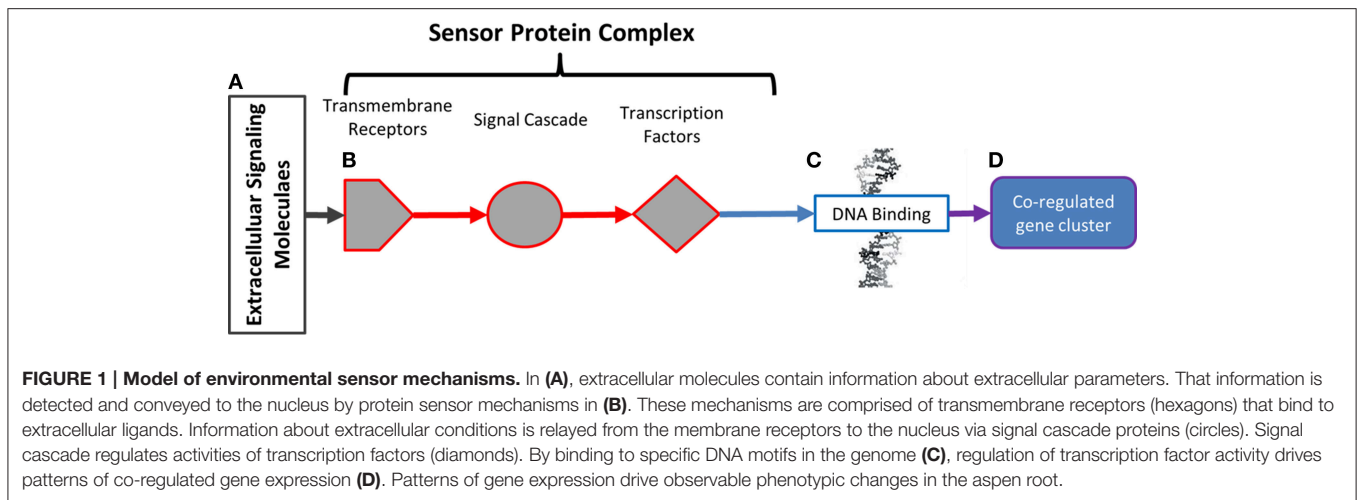 Sensor Protein Complex
A
Extracelluluar Signaling
Moleculaes
Transmembrane
Receptors
Signal Cascade
Transcription
Factors
B
C
DNA Binding
D
Co-regulated
gene cluster
FIGURE 1 | Model of environmental sensor mechanisms. In (A), extracellular molecules contain information about extracellular parameters. That information is
detected and conveyed to the nucleus by protein sensor mechanisms in (B). These mechanisms are comprised of transmembrane receptors (hexagons) that bind to
extracellular ligands. Information about extracellular conditions is relayed from the membrane receptors to the nucleus via signal cascade proteins (circles). Signal
cascade regulates activities of transcription factors (diamonds). By binding to specific DNA motifs in the genome (C), regulation of transcription factor activity drives
patterns of co-regulated gene expression (D). Patterns of gene expression drive observable phenotypic changes in the aspen root.